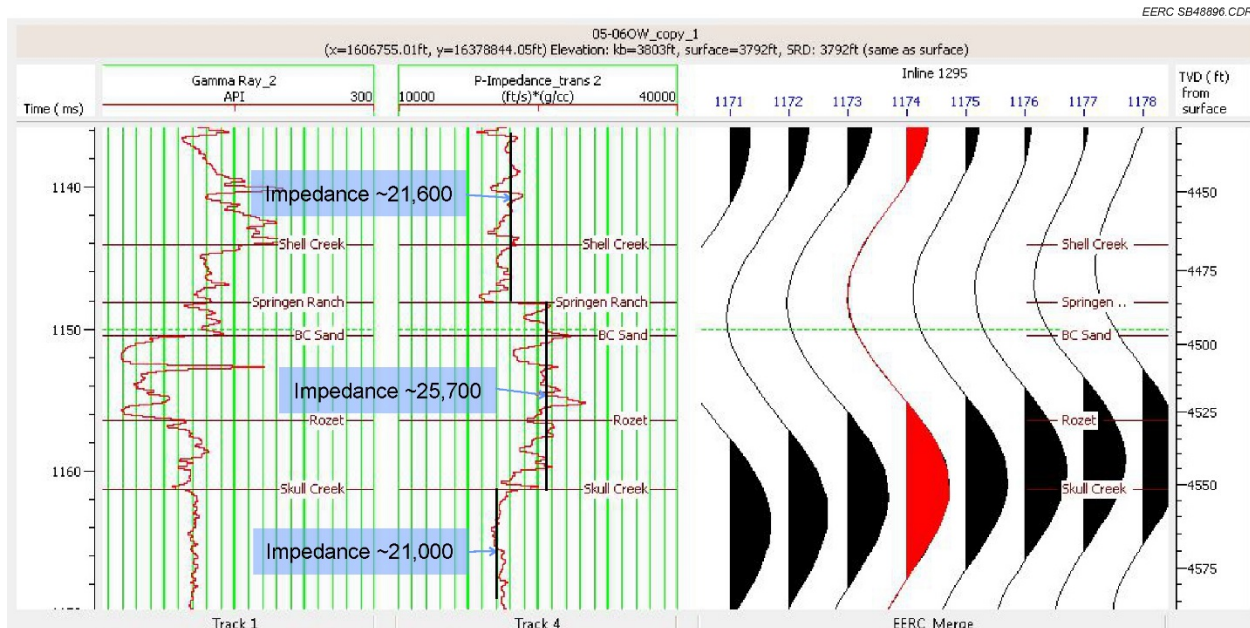 EERC SB48896.CDR
05-06OW_copy_1
(x=1606755.01ft, y=16378844.05ft) Elevation: kb=3803ft, surface=3792ft, SRD: 3792ft (same as surface)
Time ( ms)
Gamma Ray_2
API 300
P-Impedance_trans 2
10000 (ft/s)*(g/cc) 40000
Inline 1295
1171 1172 1173 1174 1175 1176 1177 1178
TVD ( ft)
from
surface
1140
Impedance ~21,600
4450
Shell Creek Shell Creek Shell Creek
4475
Springen Ranch Springen Ranch Springen ..
1150
BC Sand BC Sand BC Sand
4500
Impedance ~25,700
4525
Rozet Rozet Rozet
1160
4550
Skull Creek Skull Creek Skull Creek
Impedance ~21,000
4575
Track 1 Track 4 EERC_Merge